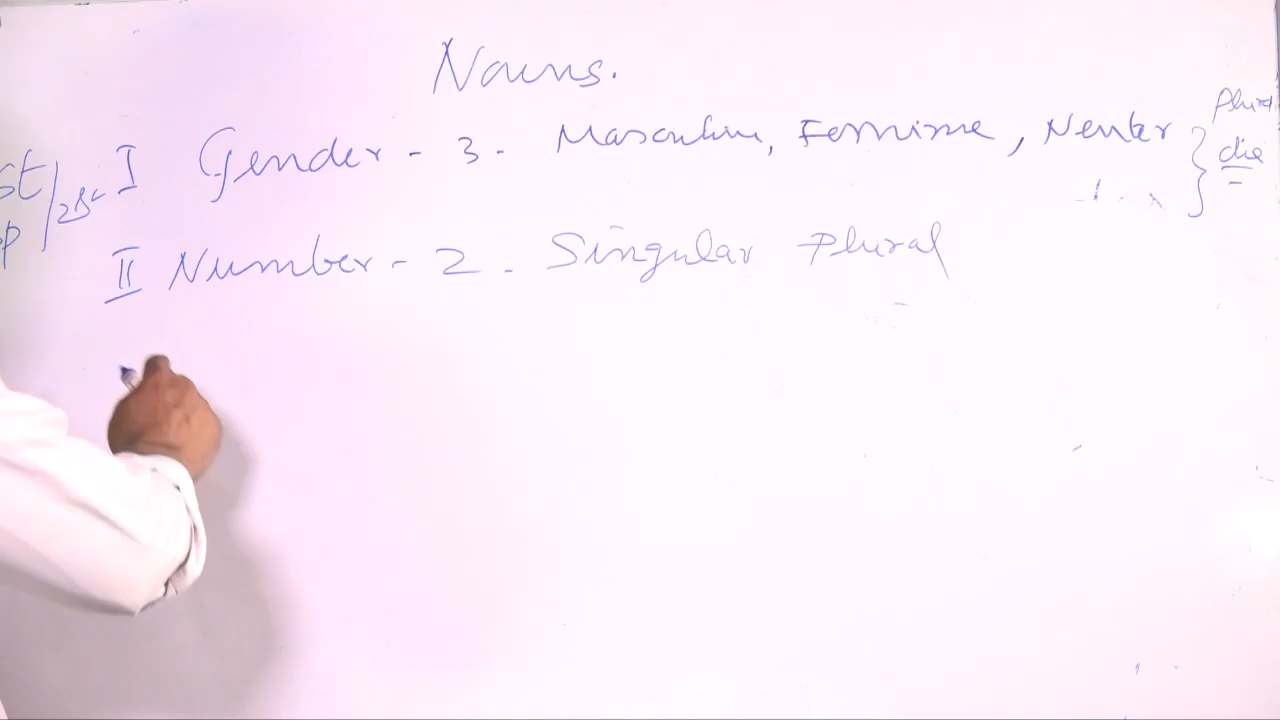 Nouns.
I Gender - 3. Masculine, Feminine, Neuter } Plural die
II Number - 2. Singular Plural